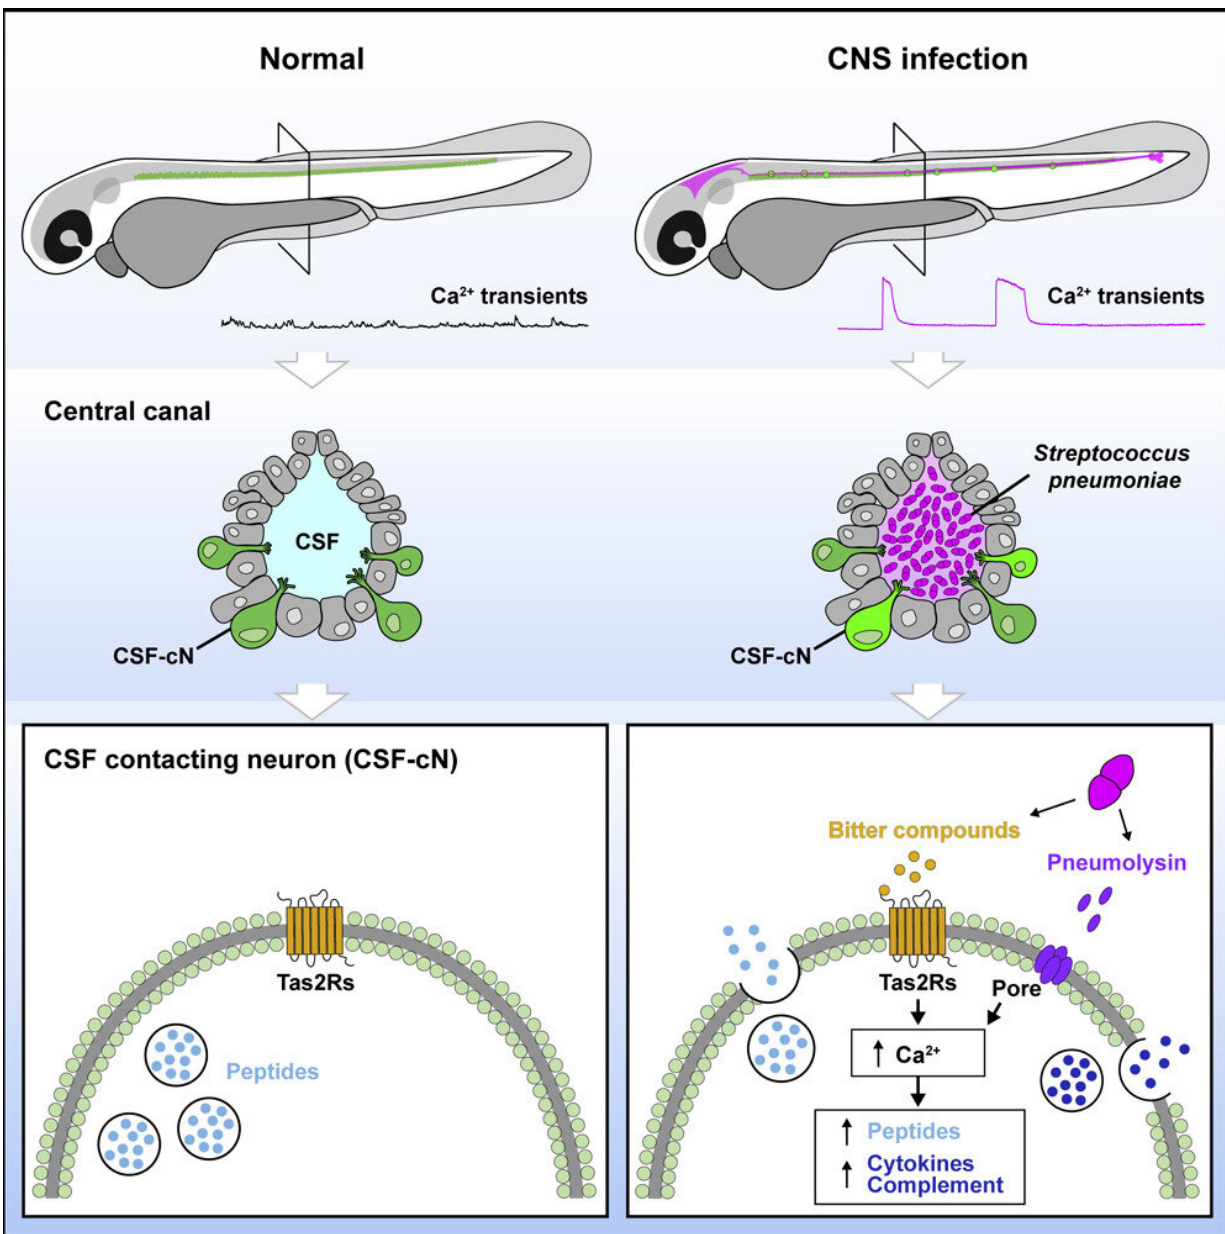 Normal
CNS infection
Ca²⁺ transients
Ca²⁺ transients
Central canal
CSF
CSF-cN
Streptococcus
pneumoniae
CSF-cN
CSF contacting neuron (CSF-cN)
Tas2Rs
Peptides
Bitter compounds
Pneumolysin
Tas2Rs
Pore
↑ Ca²⁺
↑ Peptides
↑ Cytokines
Complement